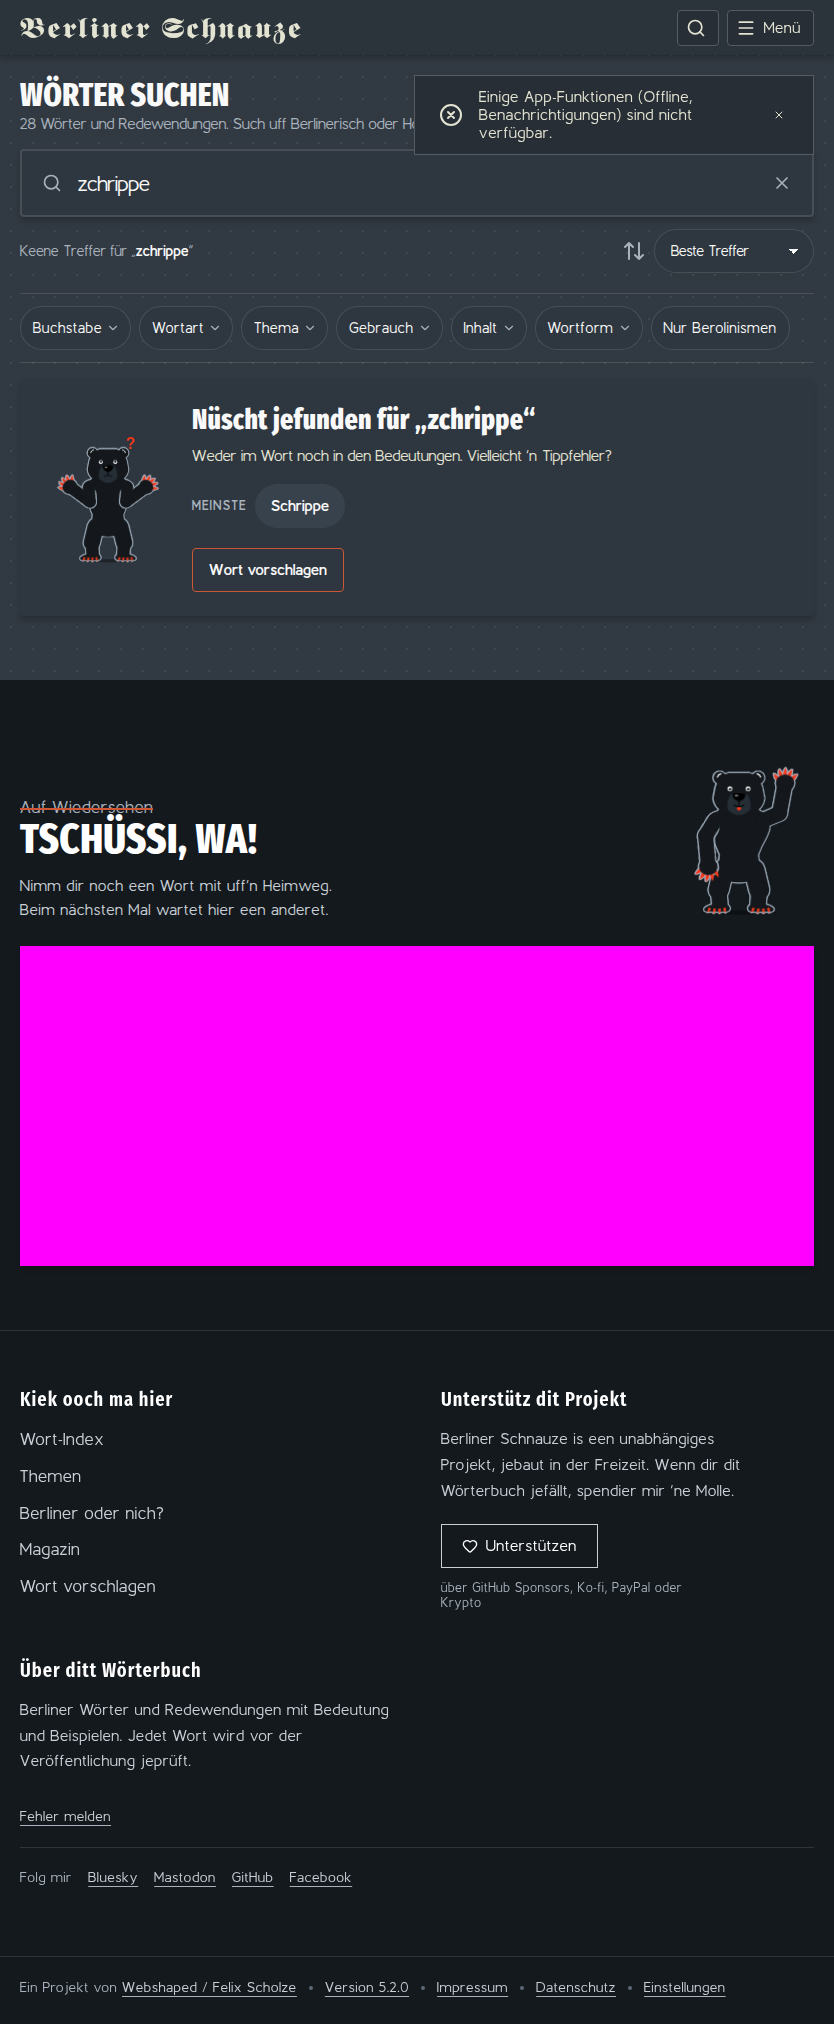 Berliner Schnauze
Menü
WÖRTER SUCHEN
28 Wörter und Redewendungen. Such uff Berlinerisch oder
Einige App-Funktionen (Offline,
Benachrichtigungen) sind nicht
verfügbar.
zchrippe
Keene Treffer für „zchrippe“
Beste Treffer
Buchstabe
Wortart
Thema
Gebrauch
Inhalt
Wortform
Nur Berolinismen
?
Nüscht jefunden für „zchrippe“
Weder im Wort noch in den Bedeutungen. Vielleicht ’n Tippfehler?
MEINSTE
Schrippe
Wort vorschlagen
Auf Wiedersehen
TSCHÜSSI, WA!
Nimm dir noch een Wort mit uff’n Heimweg.
Beim nächsten Mal wartet hier een anderet.
Kiek ooch ma hier
Wort-Index
Themen
Berliner oder nich?
Magazin
Wort vorschlagen
Unterstütz dit Projekt
Berliner Schnauze is een unabhängiges
Projekt, jebaut in der Freizeit. Wenn dir dit
Wörterbuch jefällt, spendier mir ’ne Molle.
Unterstützen
über GitHub Sponsors, Ko-fi, PayPal oder
Krypto
Über ditt Wörterbuch
Berliner Wörter und Redewendungen mit Bedeutung
und Beispielen. Jedet Wort wird vor der
Veröffentlichung jeprüft.
Fehler melden
Folg mir Bluesky Mastodon GitHub Facebook
Ein Projekt von Webshaped / Felix Scholze • Version 5.2.0 • Impressum • Datenschutz • Einstellungen